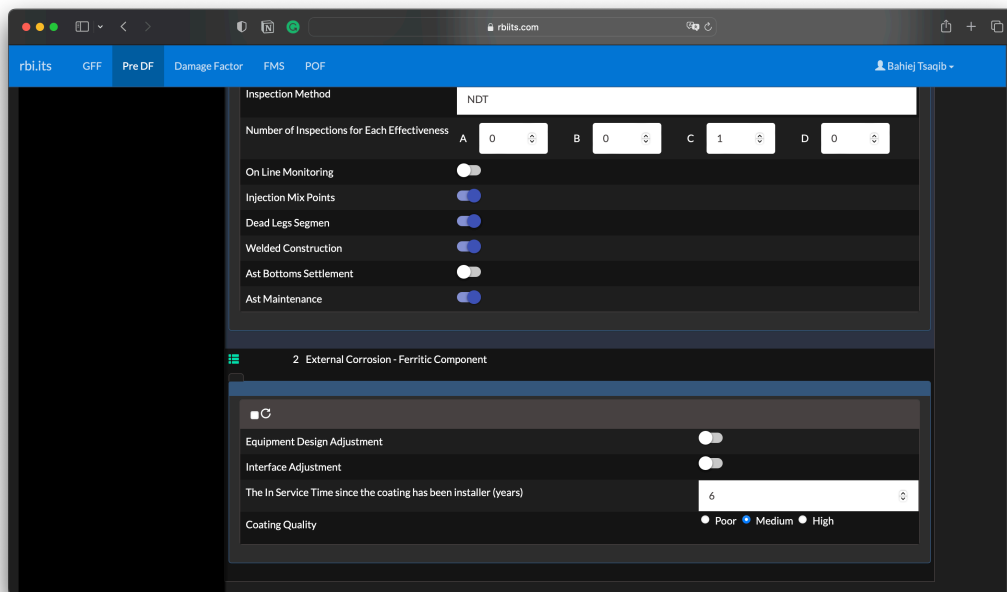 rbiits.com
rbi.its GFF Pre DF Damage Factor FMS POF Bahiej Tsaqib
Inspection Method NDT
Number of Inspections for Each Effectiveness A 0 B 0 C 1 D 0
On Line Monitoring
Injection Mix Points
Dead Legs Segmen
Welded Construction
Ast Bottoms Settlement
Ast Maintenance
2 External Corrosion - Ferritic Component
Equipment Design Adjustment
Interface Adjustment
The In Service Time since the coating has been installer (years) 6
Coating Quality Poor Medium High